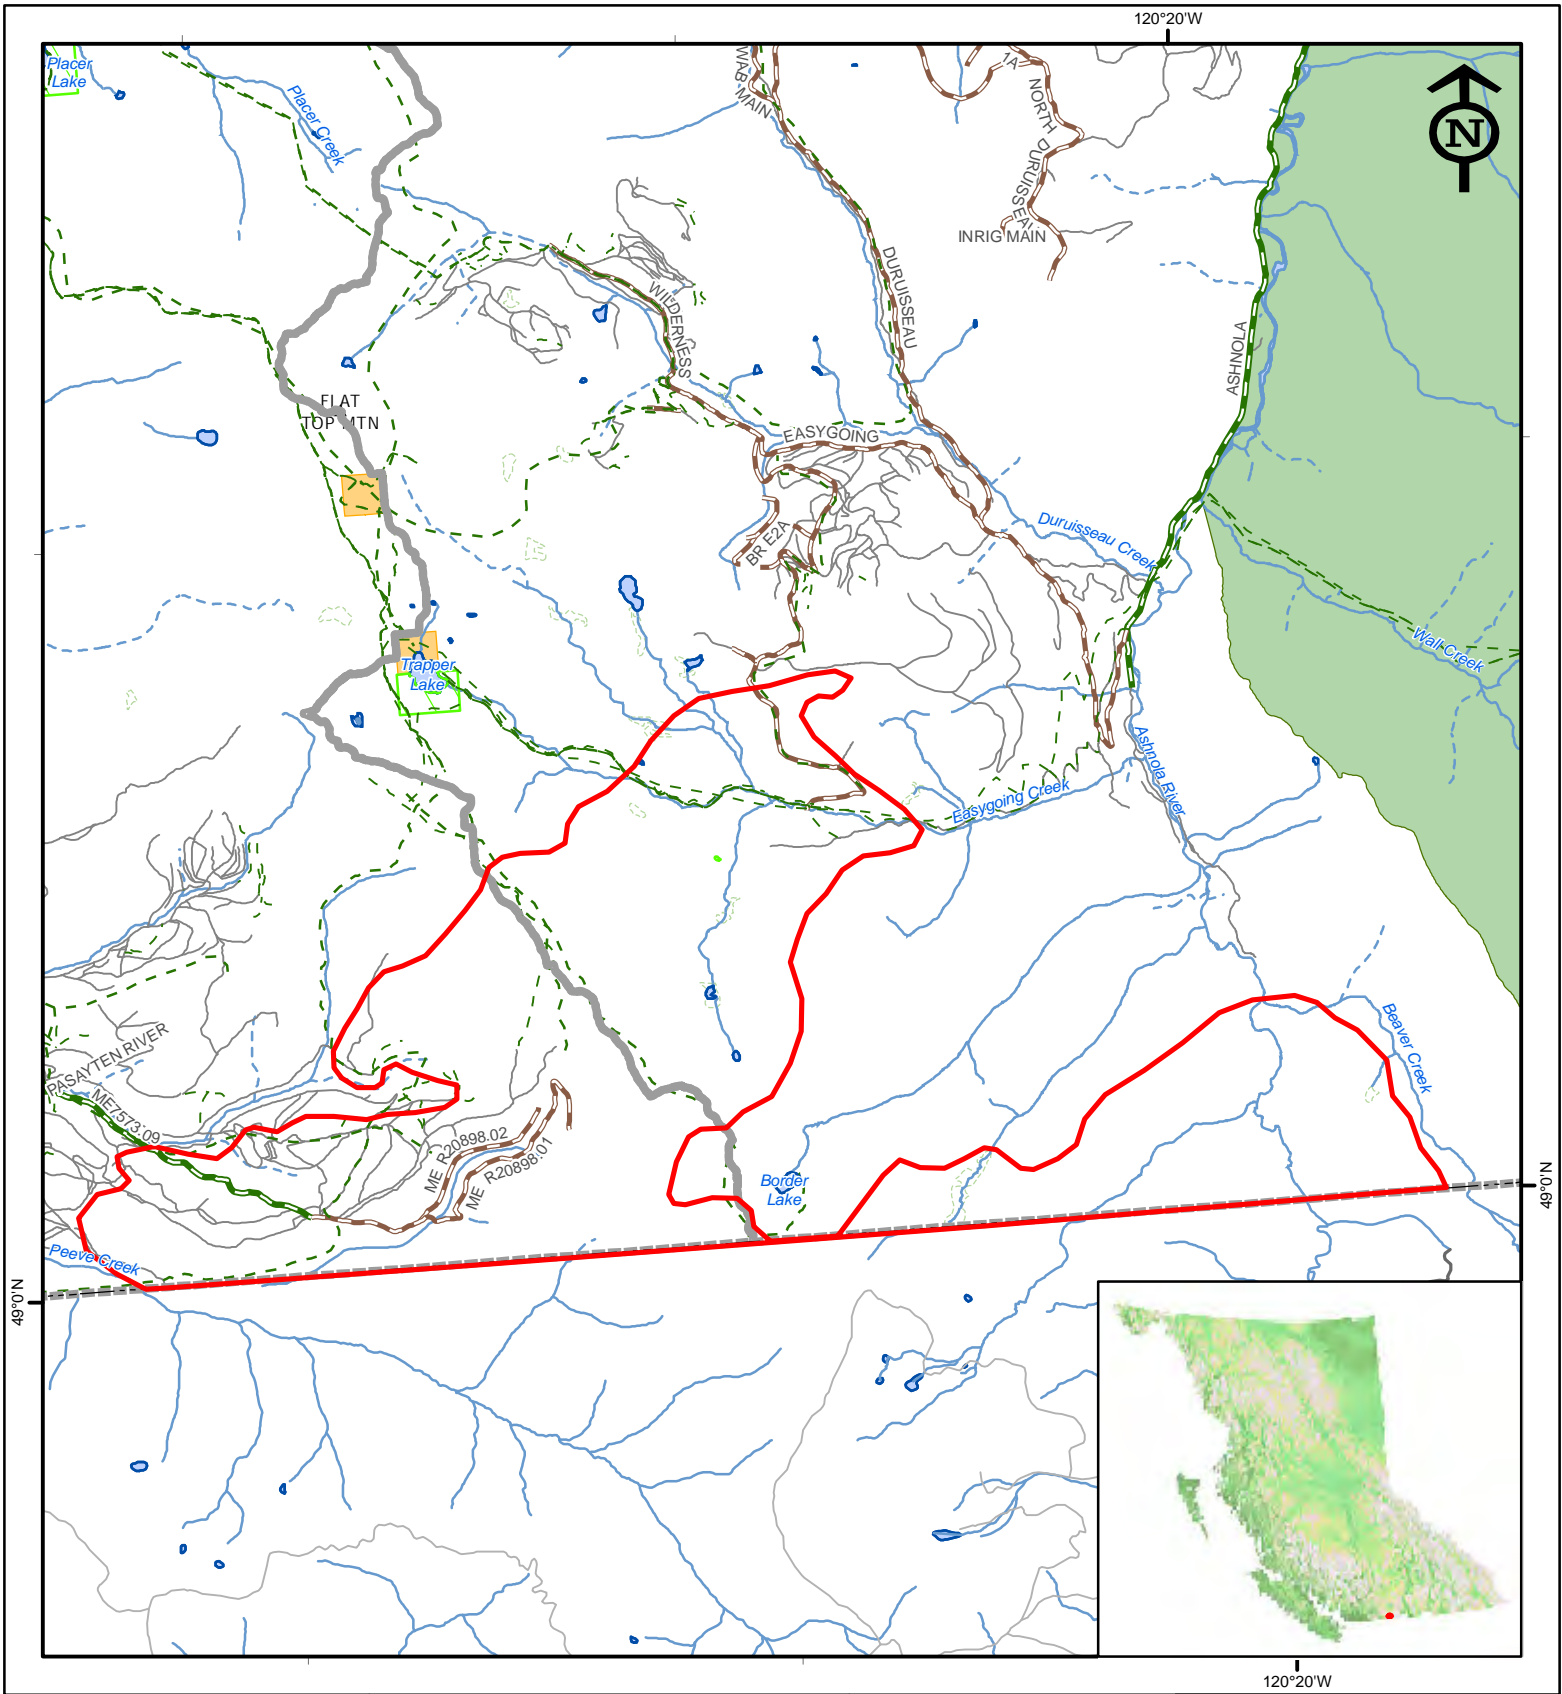 120°20'W
Placer
Lake
Placer Creek
WAB MAIN
1A
NORTH DURUISSEAU
INRIG MAIN
N
DURUISSEAU
WILDERNESS
ASHNOLA
FLAT
TOP MTN
EASYGOING
BR E2A
Duruisseau Creek
Wall Creek
Trapper
Lake
Ashnola River
Easygoing Creek
Beaver Creek
PASAYTEN RIVER
ME7573.09
ME R20898.02
ME R20898.01
Border
Lake
49°0'N
Peeve Creek
49°0'N
120°20'W